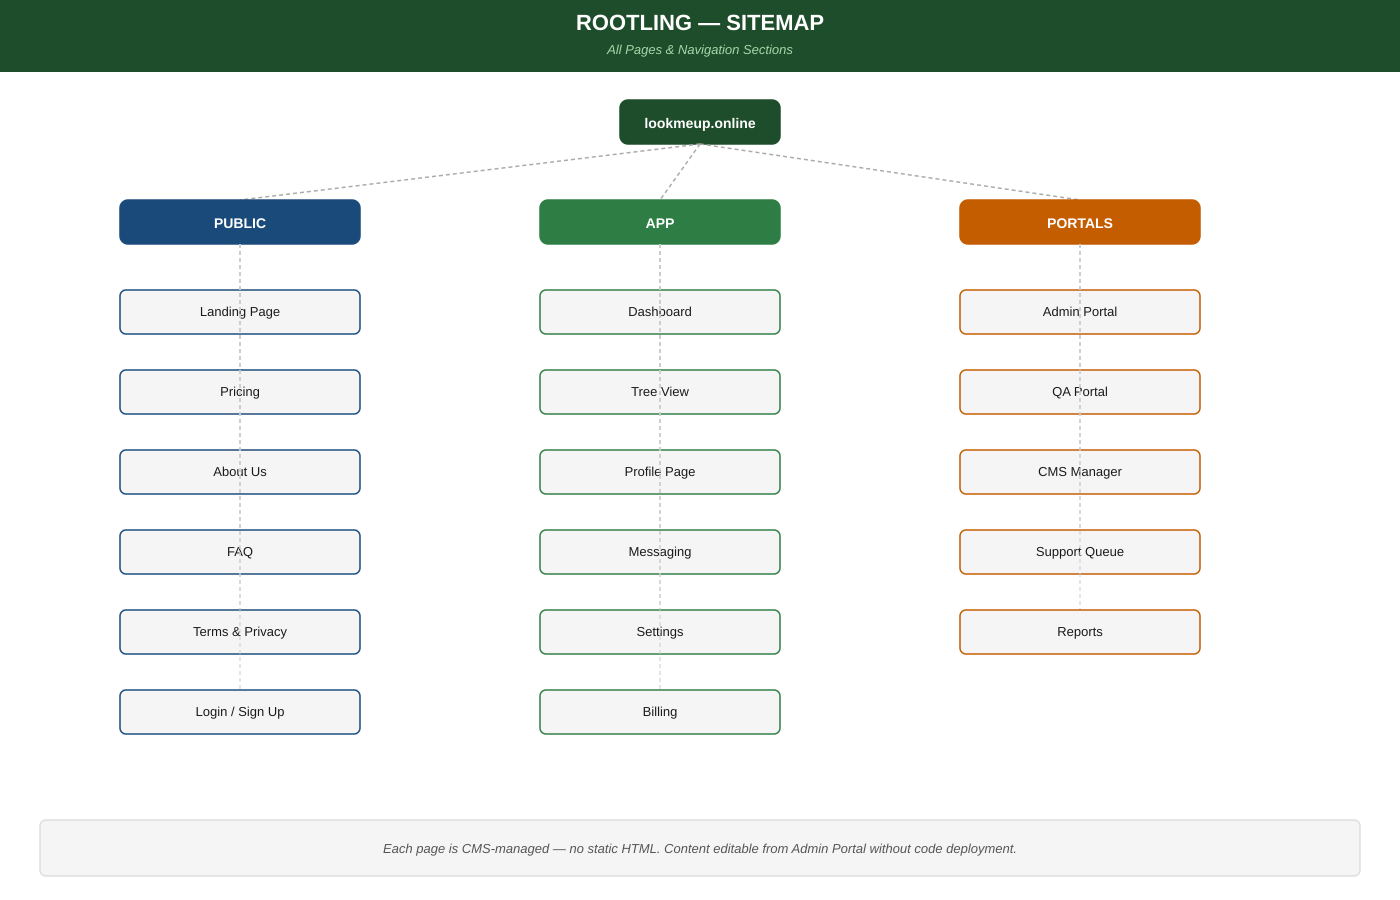 ROOTLING — SITEMAP
All Pages & Navigation Sections
lookmeup.online
PUBLIC
APP
PORTALS
Landing Page
Dashboard
Admin Portal
Pricing
Tree View
QA Portal
About Us
Profile Page
CMS Manager
FAQ
Messaging
Support Queue
Terms & Privacy
Settings
Reports
Login / Sign Up
Billing
Each page is CMS-managed — no static HTML. Content editable from Admin Portal without code deployment.